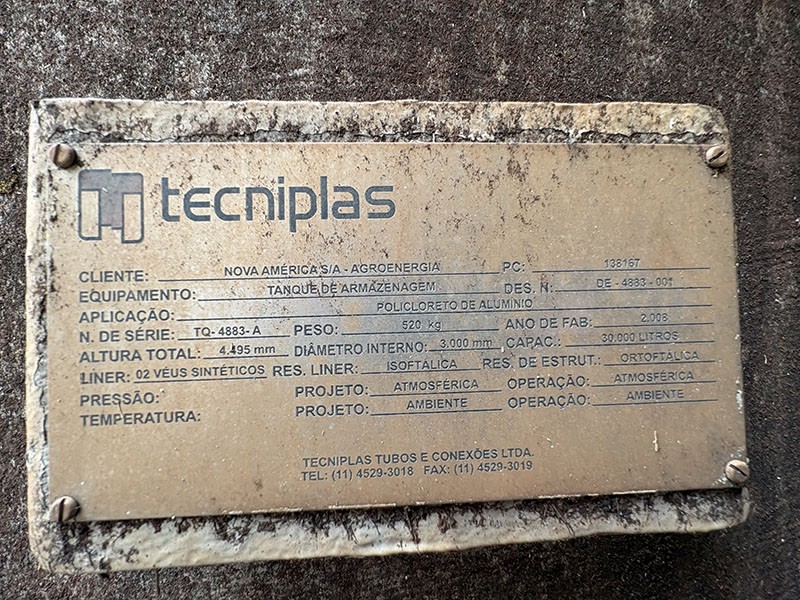 tecniplas
CLIENTE: NOVA AMÉRICA S/A - AGROENERGIA PC: 138167
EQUIPAMENTO: TANQUE DE ARMAZENAGEM DES. N: DE - 4883 - 001
APLICAÇÃO: POLICLORETO DE ALUMINIO
N. DE SÉRIE: TQ- 4883- A PESO: 520 kg ANO DE FAB: 2.008
ALTURA TOTAL: 4.495 mm DIÂMETRO INTERNO: 3.000 mm CAPAC.: 30.000 LITROS
LINER: 02 VÉUS SINTÉTICOS RES. LINER: ISOFTÁLICA RES. DE ESTRUT.: ORTOFTÁLICA
PRESSÃO: PROJETO: ATMOSFÉRICA OPERAÇÃO: ATMOSFÉRICA
TEMPERATURA: PROJETO: AMBIENTE OPERAÇÃO: AMBIENTE
TECNIPLAS TUBOS E CONEXÕES LTDA.
TEL: (11) 4529-3018 FAX: (11) 4529-3019